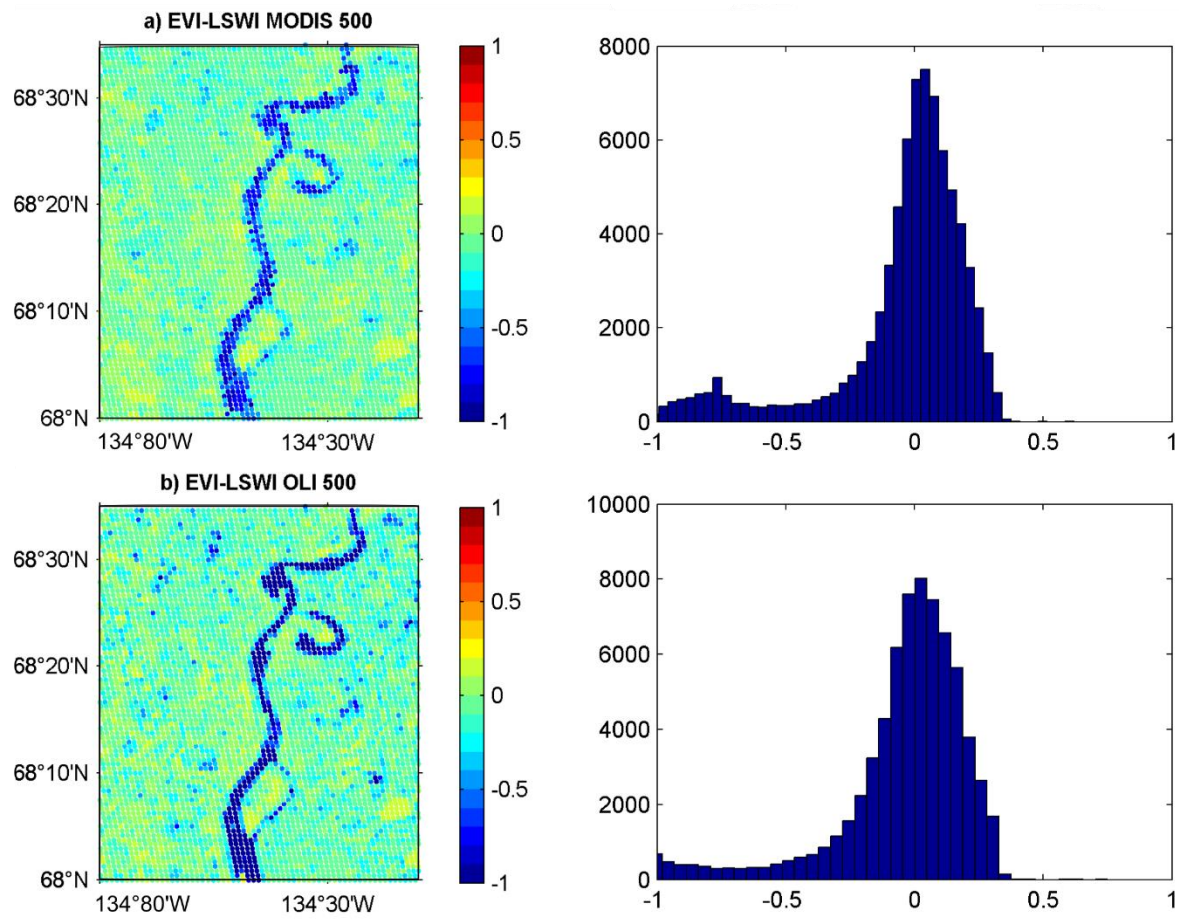 a) EVI-LSWI MODIS 500
68°30'N
68°20'N
68°10'N
68°N
134°80'W 134°30'W
1
0.5
0
-0.5
-1
8000
6000
4000
2000
0
-1 -0.5 0 0.5 1
b) EVI-LSWI OLI 500
68°30'N
68°20'N
68°10'N
68°N
134°80'W 134°30'W
1
0.5
0
-0.5
-1
10000
8000
6000
4000
2000
0
-1 -0.5 0 0.5 1